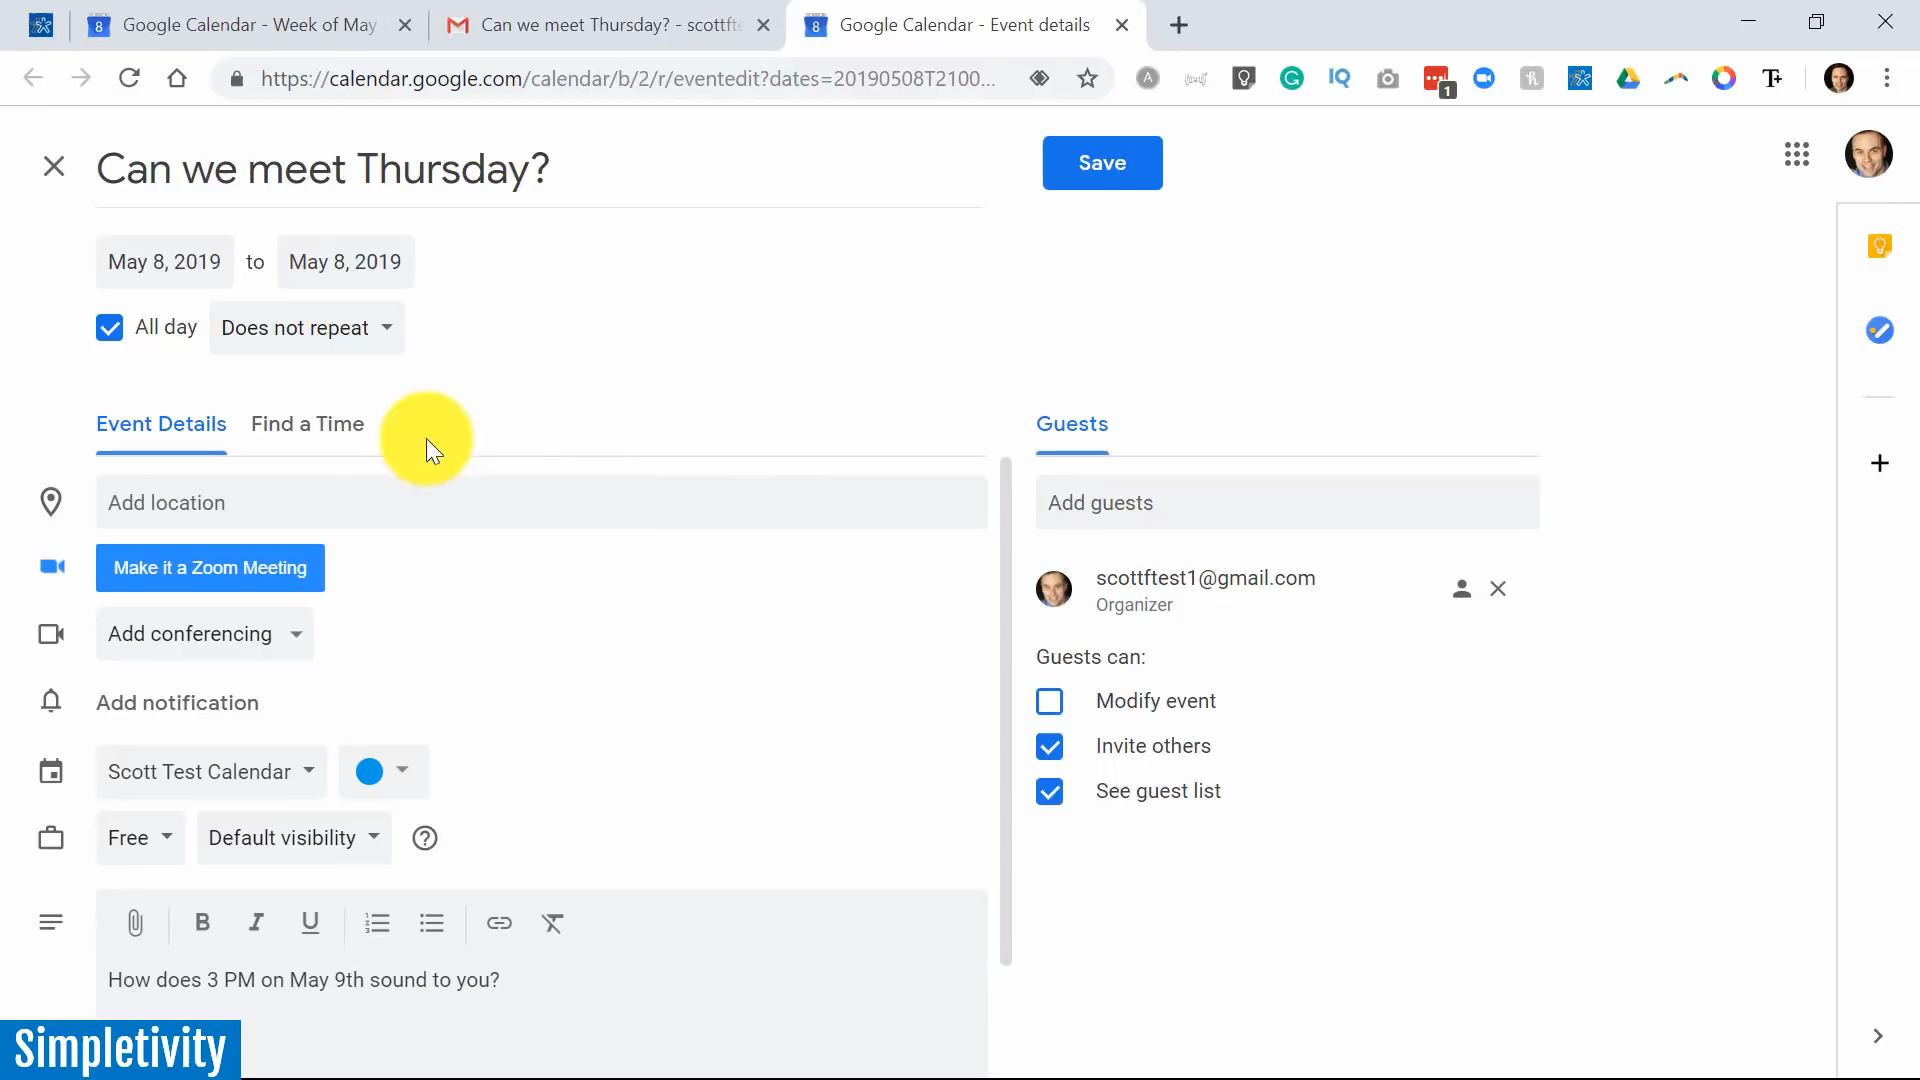 Google Calendar - Week of May
Can we meet Thursday? - scottft
Google Calendar - Event details
https://calendar.google.com/calendar/b/2/r/eventedit?dates=20190508T2100...
Can we meet Thursday?
Save
May 8, 2019 to May 8, 2019
All day Does not repeat
Event Details Find a Time
Guests
Add location
Add guests
Make it a Zoom Meeting
scottftest1@gmail.com
Organizer
Add conferencing
Guests can:
Add notification
Modify event
Invite others
Scott Test Calendar
See guest list
Free Default visibility
B I U
How does 3 PM on May 9th sound to you?
Simpletivity